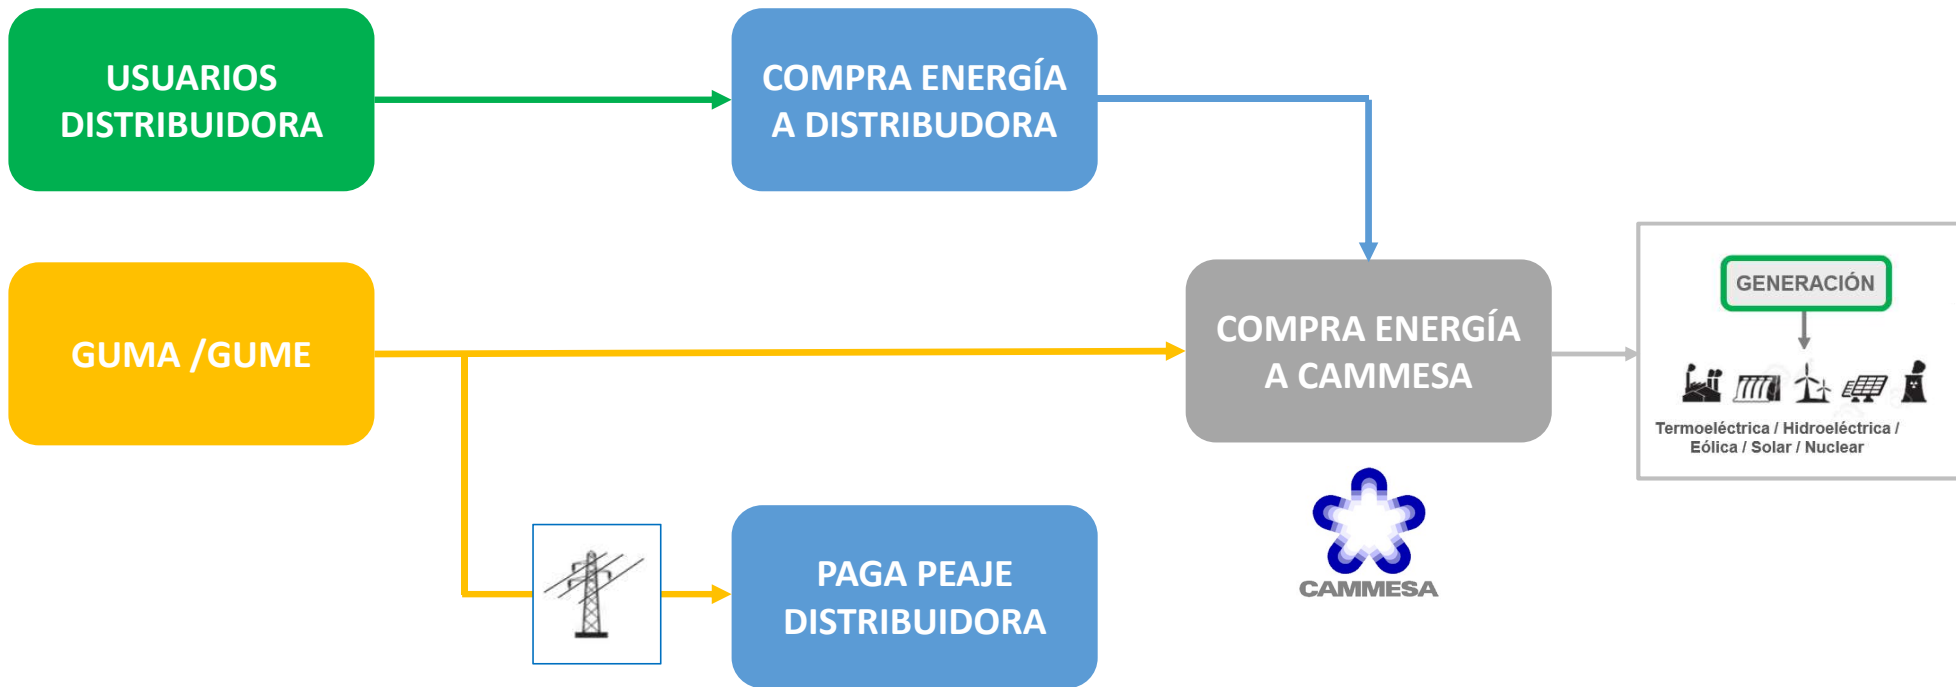 USUARIOS
DISTRIBUIDORA
COMPRA ENERGÍA
A DISTRIBUDORA
GUMA /GUME
COMPRA ENERGÍA
A CAMMESA
GENERACIÓN
Termoeléctrica / Hidroeléctrica /
Eólica / Solar / Nuclear
CAMMESA
PAGA PEAJE
DISTRIBUIDORA